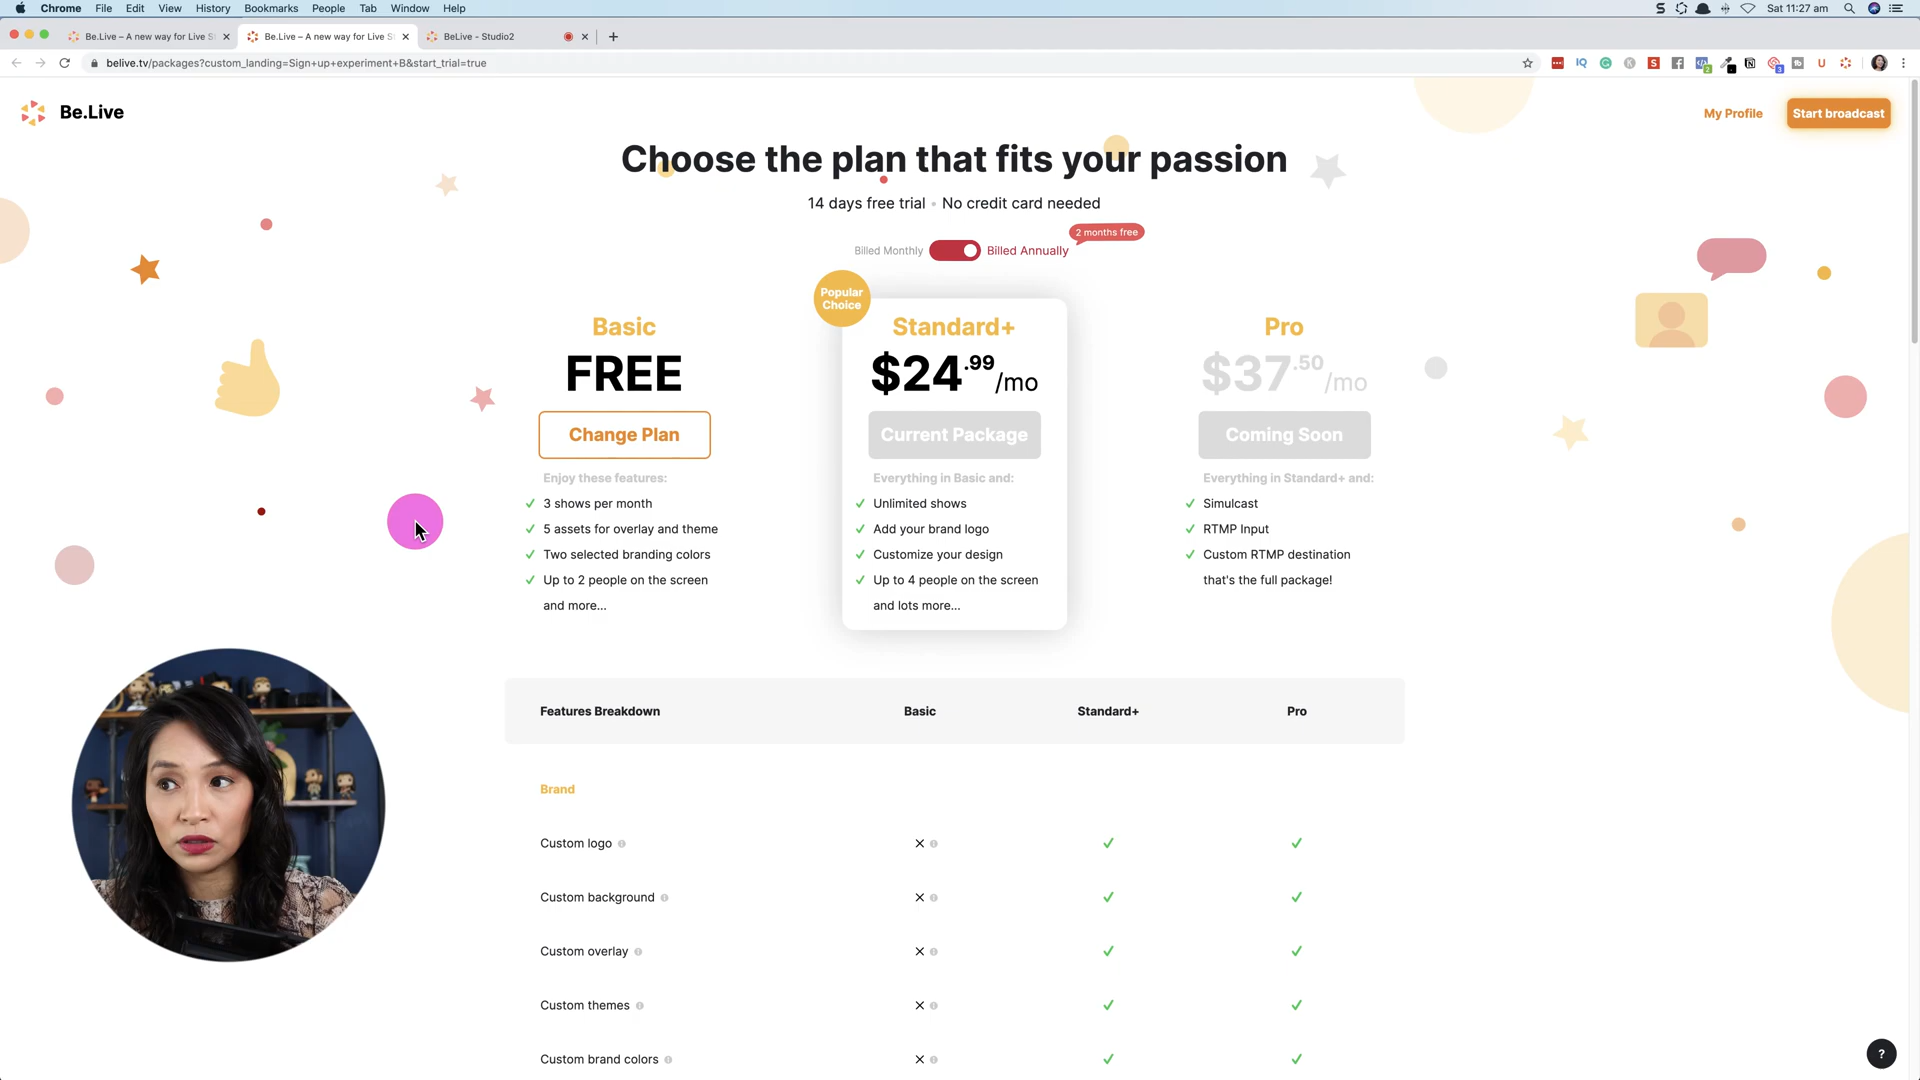 Chrome File Edit View History Bookmarks People Tab Window Help
Sat 11:27 am
Be.Live – A new way for Live S
Be.Live – A new way for Live S
BeLive - Studio2
belive.tv/packages?custom_landing=Sign+up+experiment+B&start_trial=true
Be.Live
My Profile
Start broadcast
Choose the plan that fits your passion
14 days free trial • No credit card needed
2 months free
Billed Monthly
Billed Annually
Popular
Choice
Basic
FREE
Change Plan
Enjoy these features:
3 shows per month
5 assets for overlay and theme
Two selected branding colors
Up to 2 people on the screen
and more...
Standard+
$24.99/mo
Current Package
Everything in Basic and:
Unlimited shows
Add your brand logo
Customize your design
Up to 4 people on the screen
and lots more...
Pro
$37.50/mo
Coming Soon
Everything in Standard+ and:
Simulcast
RTMP Input
Custom RTMP destination
that's the full package!
Features Breakdown Basic Standard+ Pro
Brand
Custom logo
Custom background
Custom overlay
Custom themes
Custom brand colors
?